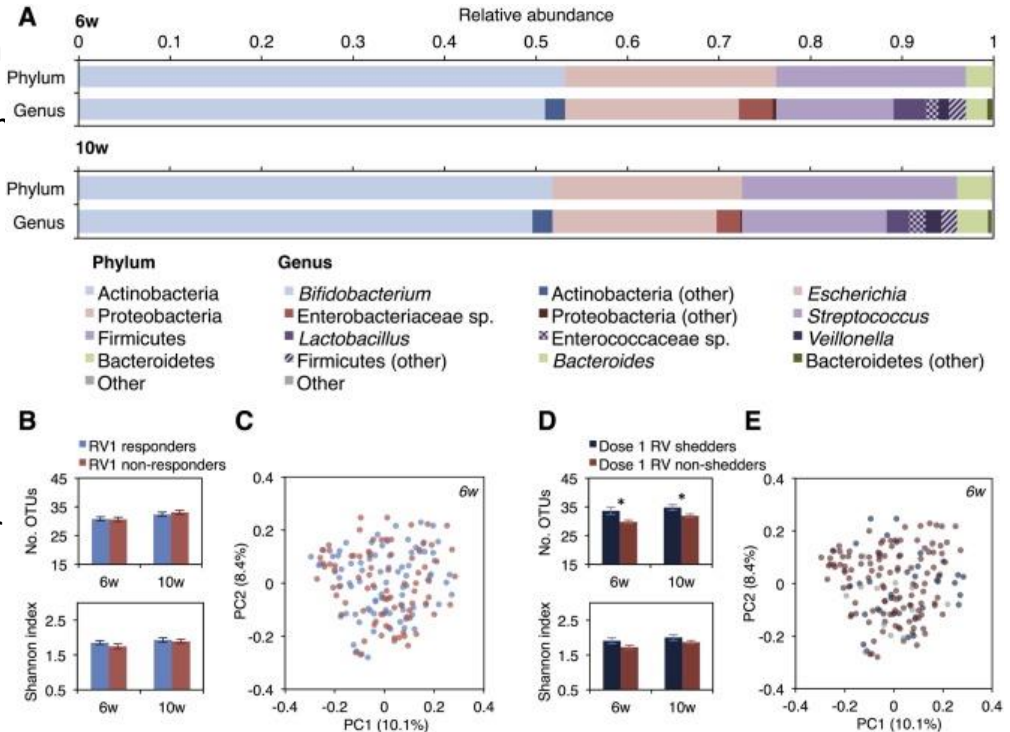 A
Relative abundance
6w
0 0.1 0.2 0.3 0.4 0.5 0.6 0.7 0.8 0.9 1
Phylum
Genus
10w
Phylum
Genus
Phylum Genus
Actinobacteria Bifidobacterium Actinobacteria (other) Escherichia
Proteobacteria Enterobacteriaceae sp. Proteobacteria (other) Streptococcus
Firmicutes Lactobacillus Enterococcaceae sp. Veillonella
Bacteroidetes Firmicutes (other) Bacteroides Bacteroidetes (other)
Other Other
B
RV1 responders
RV1 non-responders
No. OTUs
45
35
25
15
6w 10w
Shannon index
2.5
1.5
0.5
6w 10w
C
6w
PC2 (8.4%)
0.4
0.2
0
-0.2
-0.4
-0.4 -0.2 0 0.2 0.4
PC1 (10.1%)
D
Dose 1 RV shedders
Dose 1 RV non-shedders
No. OTUs
45
35
25
15
* *
6w 10w
Shannon index
2.5
1.5
0.5
6w 10w
E
6w
PC2 (8.4%)
0.4
0.2
0
-0.2
-0.4
-0.4 -0.2 0 0.2 0.4
PC1 (10.1%)